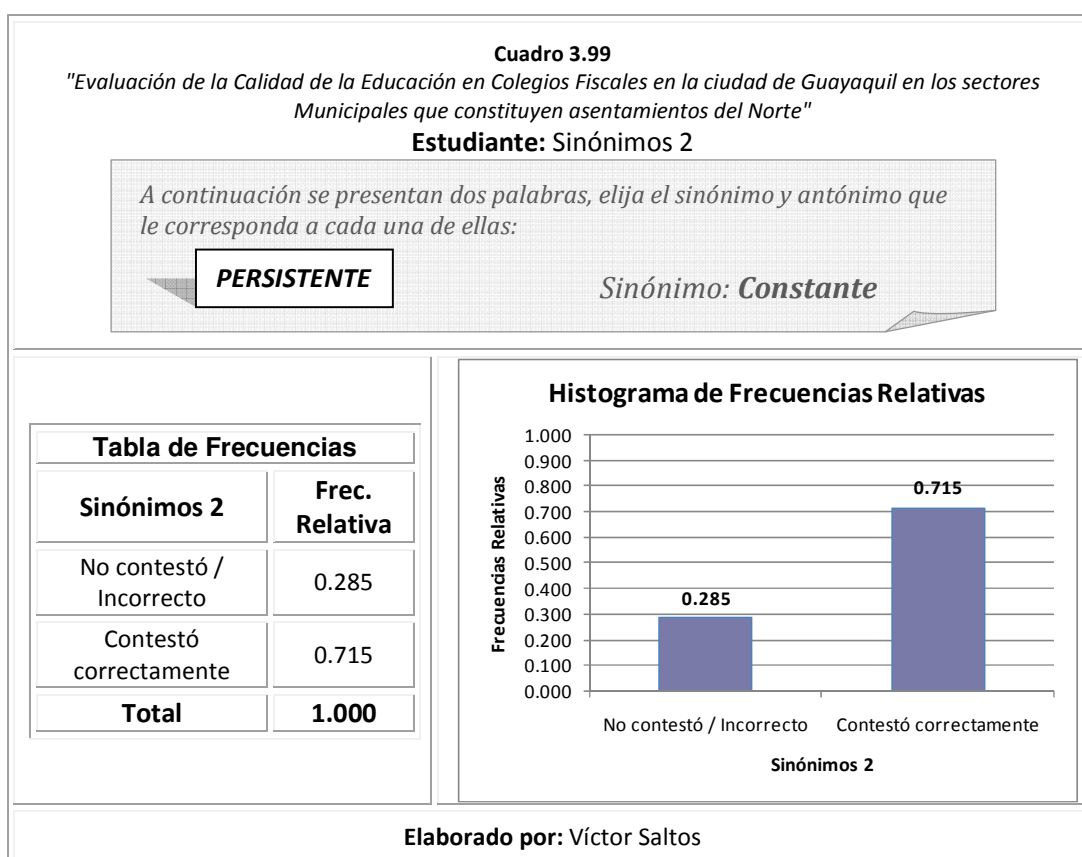 Cuadro 3.99
"Evaluación de la Calidad de la Educación en Colegios Fiscales en la ciudad de Guayaquil en los sectores
Municipales que constituyen asentamientos del Norte"
Estudiante: Sinónimos 2
A continuación se presentan dos palabras, elija el sinónimo y antónimo que
le corresponda a cada una de ellas:
PERSISTENTE
Sinónimo: Constante
Tabla de Frecuencias
Sinónimos 2
Frec.
Relativa
No contestó /
Incorrecto
0.285
Contestó
correctamente
0.715
Total
1.000
Histograma de Frecuencias Relativas
Frecuencias Relativas
1.000
0.900
0.800
0.700
0.600
0.500
0.400
0.300
0.200
0.100
0.000
0.285
0.715
No contestó / Incorrecto
Contestó correctamente
Sinónimos 2
Elaborado por: Víctor Saltos